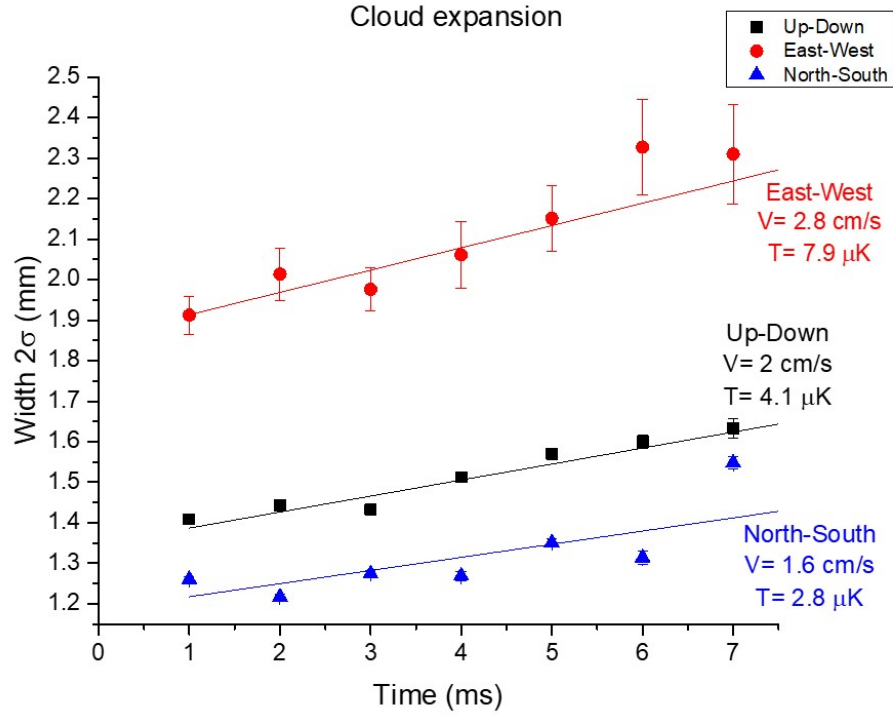 Cloud expansion
Up-Down
East-West
North-South
2.5
2.4
2.3
2.2
2.1
2.0
1.9
1.8
1.7
1.6
1.5
1.4
1.3
1.2
Width 2σ (mm)
East-West
V= 2.8 cm/s
T= 7.9 μK
Up-Down
V= 2 cm/s
T= 4.1 μK
North-South
V= 1.6 cm/s
T= 2.8 μK
0 1 2 3 4 5 6 7
Time (ms)